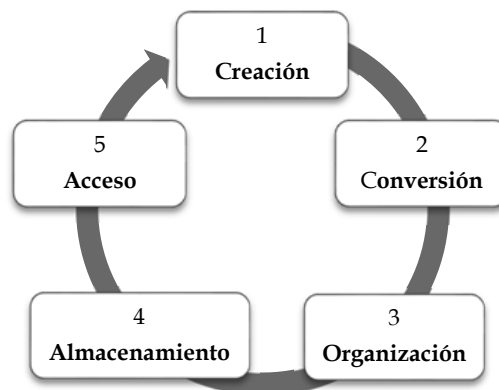 1
Creación
2
Conversión
3
Organización
4
Almacenamiento
5
Acceso